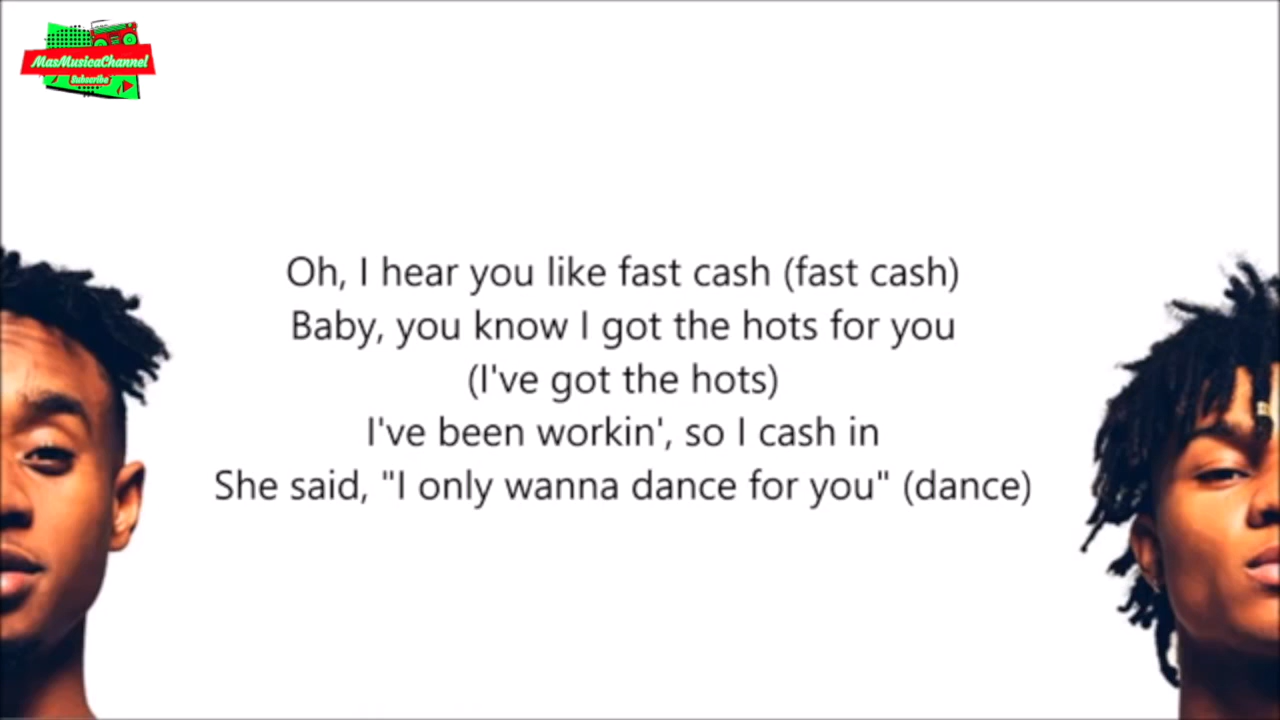 MasMusicaChannel
Subscribe
Oh, I hear you like fast cash (fast cash)
Baby, you know I got the hots for you
(I've got the hots)
I've been workin', so I cash in
She said, "I only wanna dance for you" (dance)